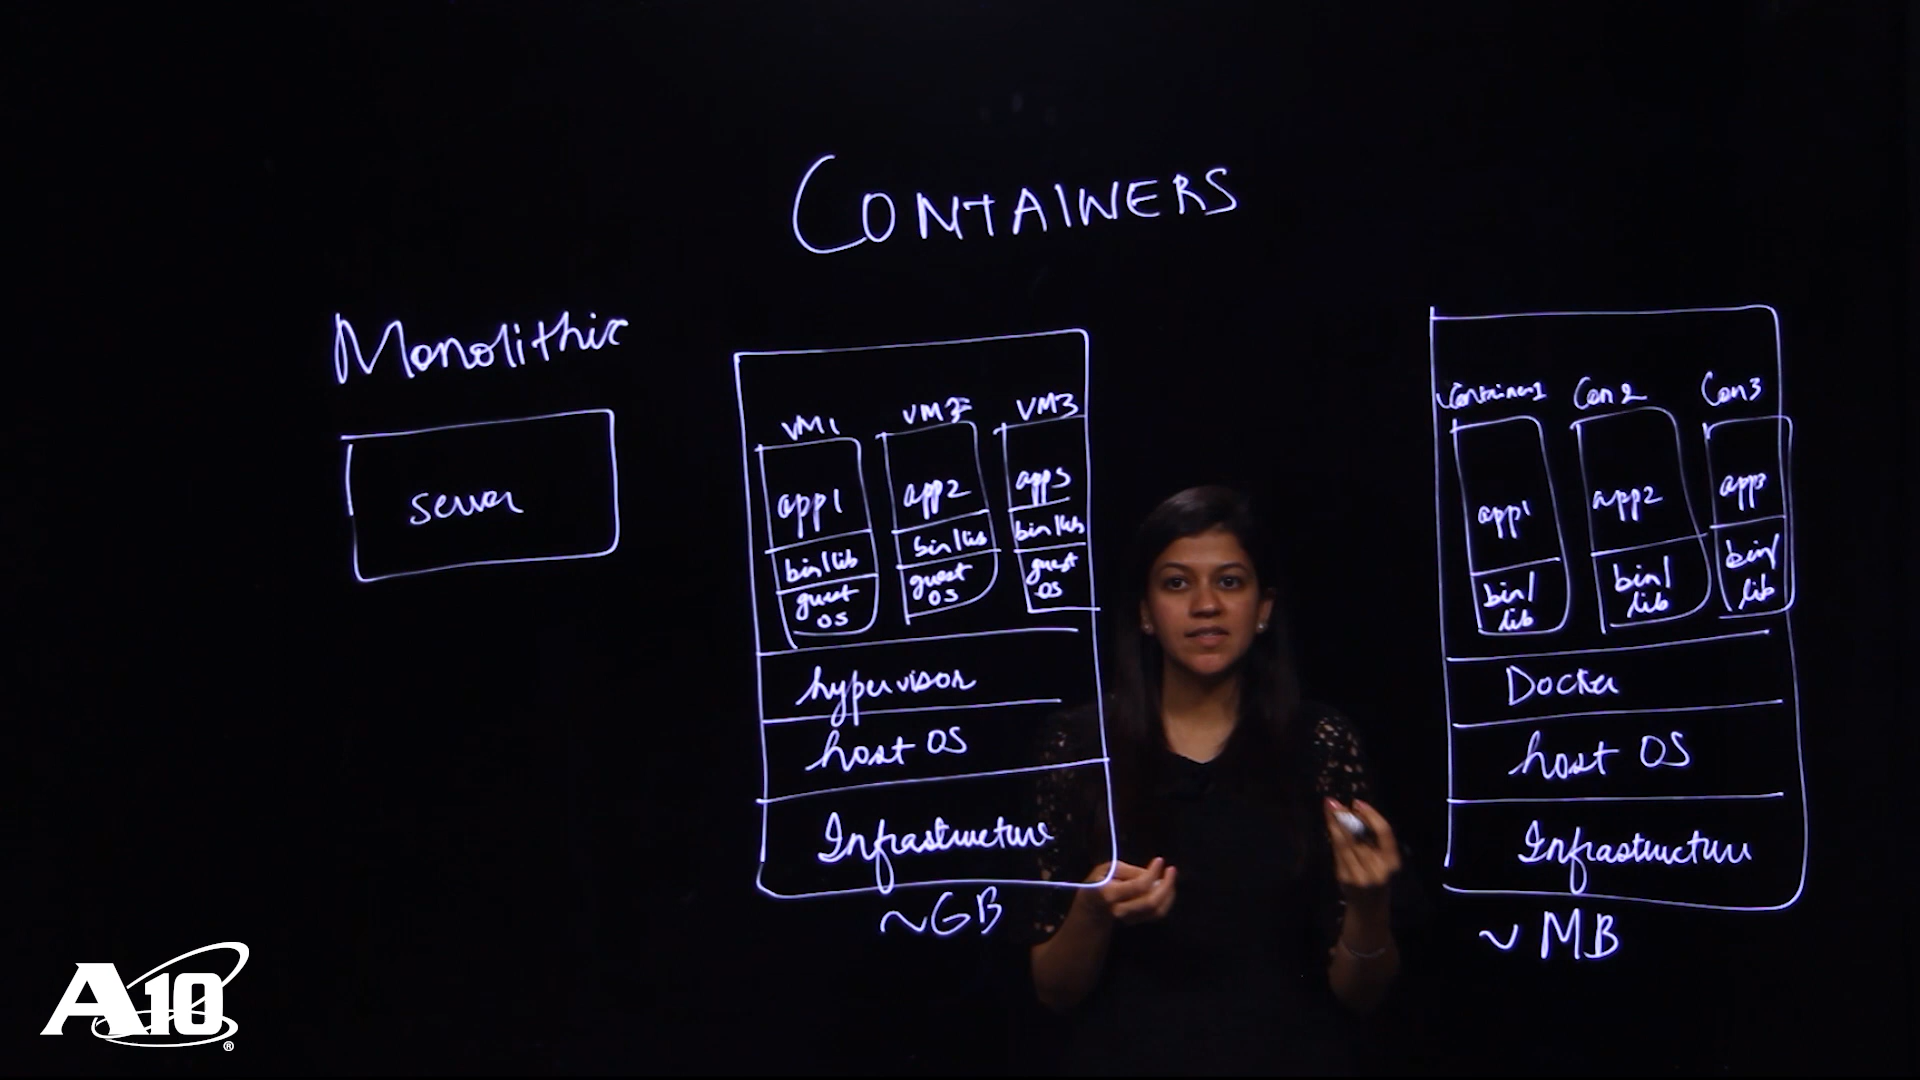 CONTAINERS
Monolithic
server
VM1 VM2 VM3
app1 app2
bin/lib bin/lib bin/lib
guest OS guest OS guest OS
hypervisor
host OS
Infrastructure
~GB
Container1 Con 2 Con3
app1 app2 app3
bin/ bin/ bin/
lib lib lib
Docker
host OS
Infrastructure
~ MB
A10
®